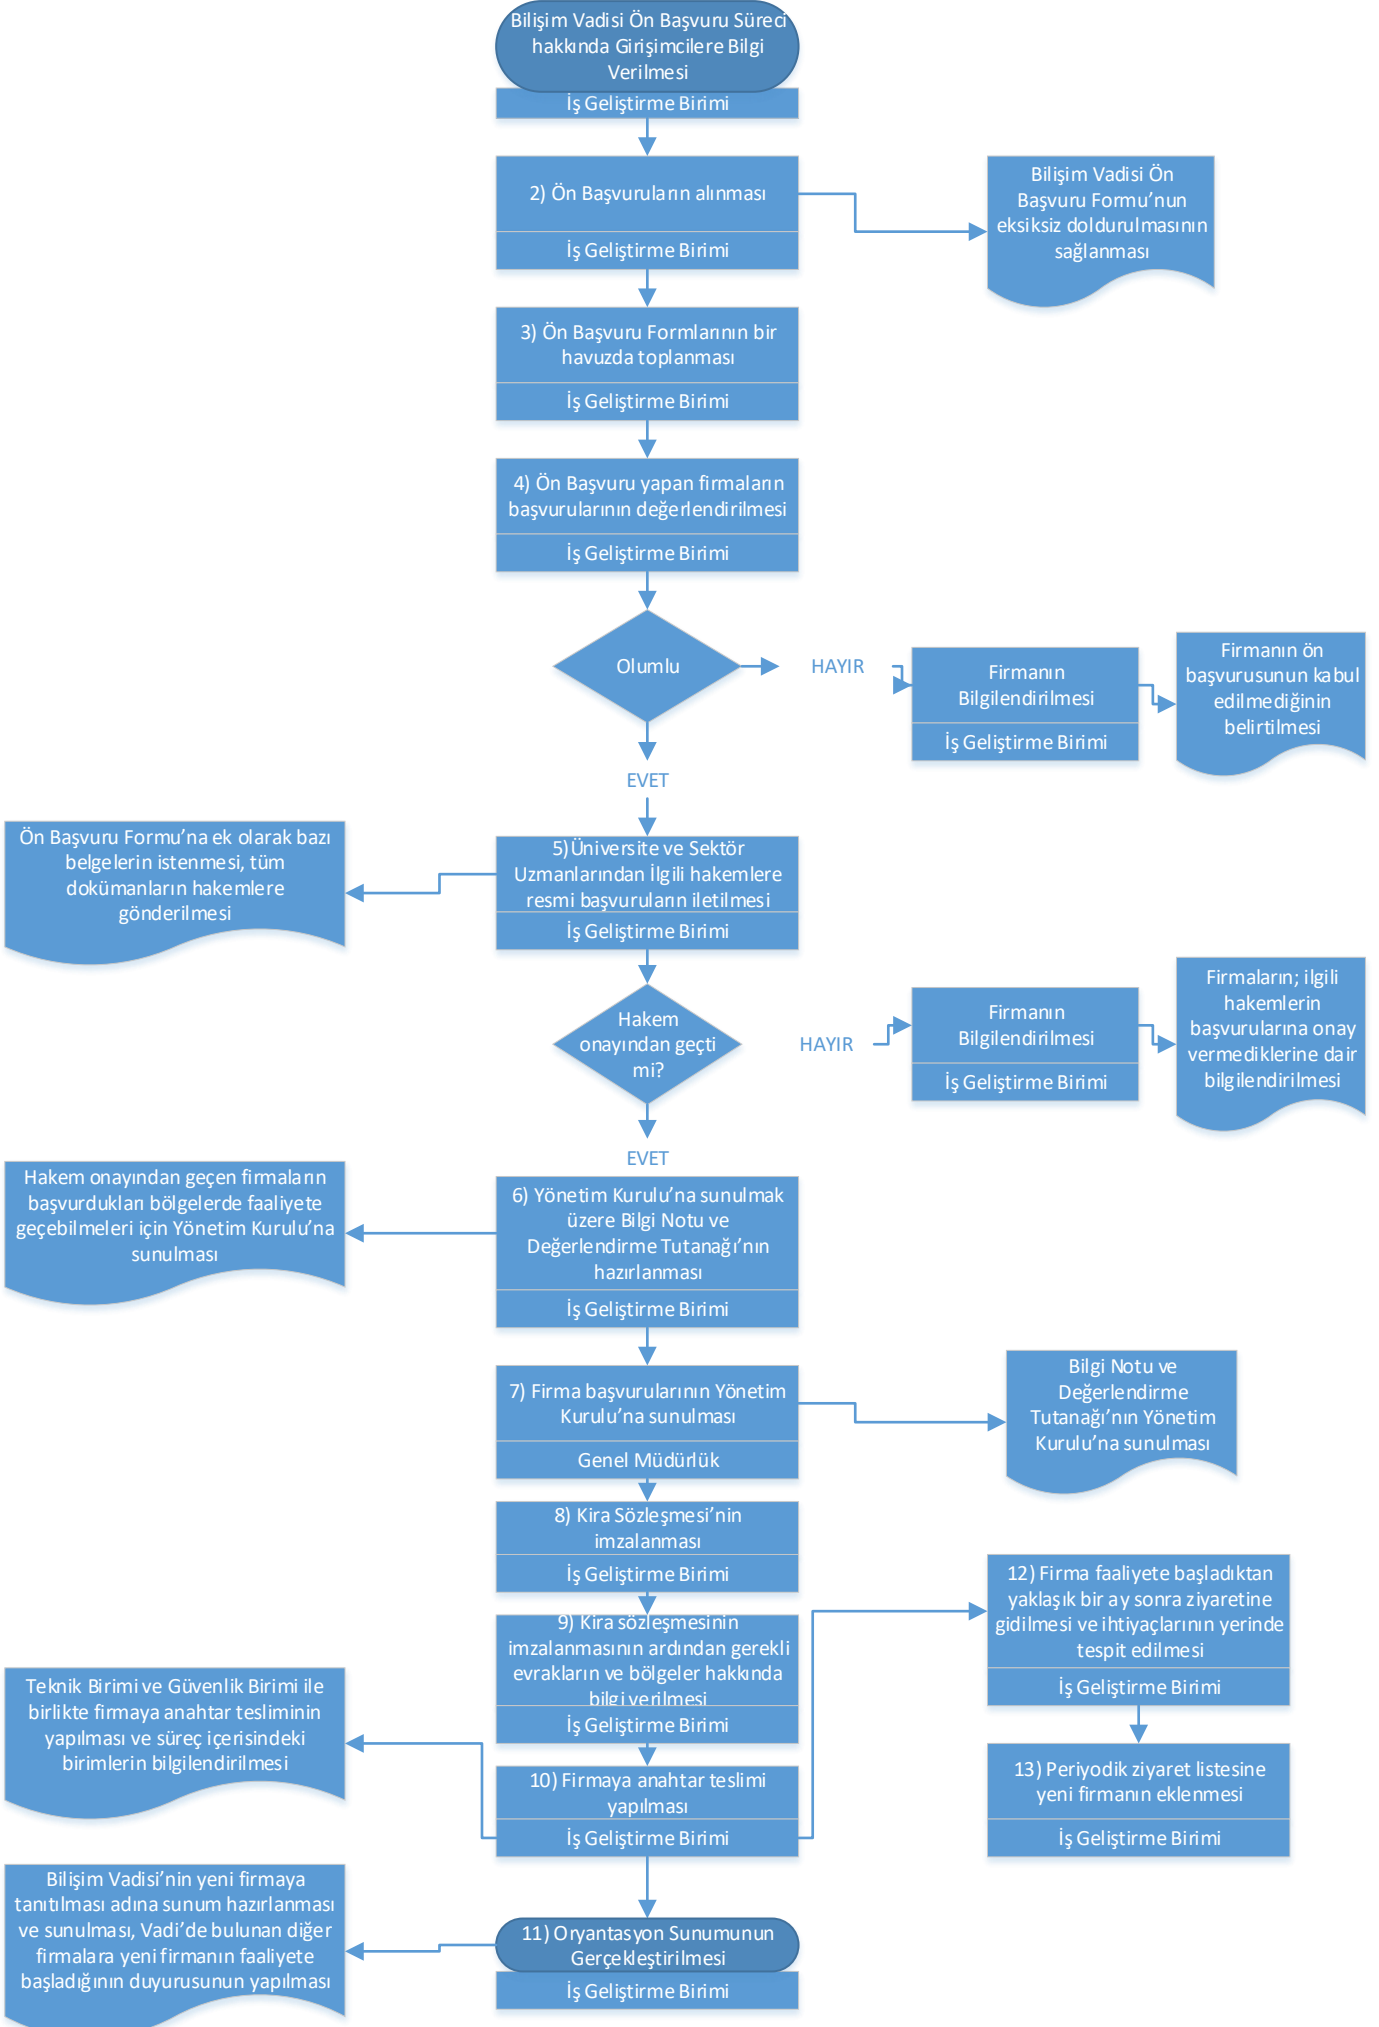 Bilişim Vadisi Ön Başvuru Süreci
hakkında Girişimcilere Bilgi
Verilmesi
İş Geliştirme Birimi
2) Ön Başvuruların alınması
İş Geliştirme Birimi
Bilişim Vadisi Ön
Başvuru Formu’nun
eksiksiz doldurulmasının
sağlanması
3) Ön Başvuru Formlarının bir
havuzda toplanması
İş Geliştirme Birimi
4) Ön Başvuru yapan firmaların
başvurularının değerlendirilmesi
İş Geliştirme Birimi
Olumlu
HAYIR
Firmanın
Bilgilendirilmesi
İş Geliştirme Birimi
Firmanın ön
başvurusunun kabul
edilmediğinin
belirtilmesi
EVET
Ön Başvuru Formu’na ek olarak bazı
belgelerin istenmesi, tüm
dokümanların hakemlere
gönderilmesi
5)Üniversite ve Sektör
Uzmanlarından İlgili hakemlere
resmi başvuruların iletilmesi
İş Geliştirme Birimi
Hakem
onayından geçti
mi?
HAYIR
Firmanın
Bilgilendirilmesi
İş Geliştirme Birimi
Firmaların; ilgili
hakemlerin
başvurularına onay
vermediklerine dair
bilgilendirilmesi
EVET
Hakem onayından geçen firmaların
başvurdukları bölgelerde faaliyete
geçebilmeleri için Yönetim Kurulu’na
sunulması
6) Yönetim Kurulu’na sunulmak
üzere Bilgi Notu ve
Değerlendirme Tutanağı’nın
hazırlanması
İş Geliştirme Birimi
7) Firma başvurularının Yönetim
Kurulu’na sunulması
Genel Müdürlük
Bilgi Notu ve
Değerlendirme
Tutanağı’nın Yönetim
Kurulu’na sunulması
8) Kira Sözleşmesi’nin
imzalanması
İş Geliştirme Birimi
9) Kira sözleşmesinin
imzalanmasının ardından gerekli
evrakların ve bölgeler hakkında
bilgi verilmesi
İş Geliştirme Birimi
12) Firma faaliyete başladıktan
yaklaşık bir ay sonra ziyaretine
gidilmesi ve ihtiyaçlarının yerinde
tespit edilmesi
İş Geliştirme Birimi
Teknik Birimi ve Güvenlik Birimi ile
birlikte firmaya anahtar tesliminin
yapılması ve süreç içerisindeki
birimlerin bilgilendirilmesi
10) Firmaya anahtar teslimi
yapılması
İş Geliştirme Birimi
13) Periyodik ziyaret listesine
yeni firmanın eklenmesi
İş Geliştirme Birimi
Bilişim Vadisi’nin yeni firmaya
tanıtılması adına sunum hazırlanması
ve sunulması, Vadi’de bulunan diğer
firmalara yeni firmanın faaliyete
başladığının duyurusunun yapılması
11) Oryantasyon Sunumunun
Gerçekleştirilmesi
İş Geliştirme Birimi